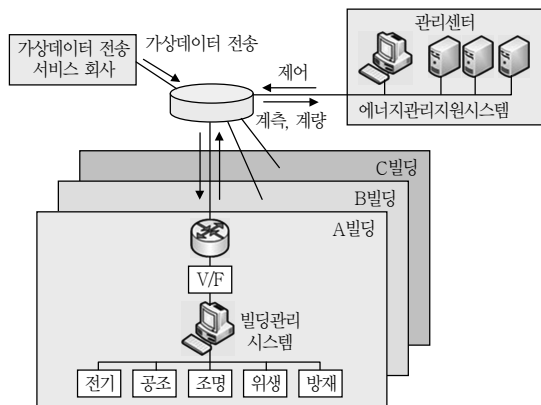 가상데이터 전송
서비스 회사
가상데이터 전송
관리센터
제어
에너지관리지원시스템
계측, 계량
C빌딩
B빌딩
A빌딩
V/F
빌딩관리
시스템
전기 공조 조명 위생 방재